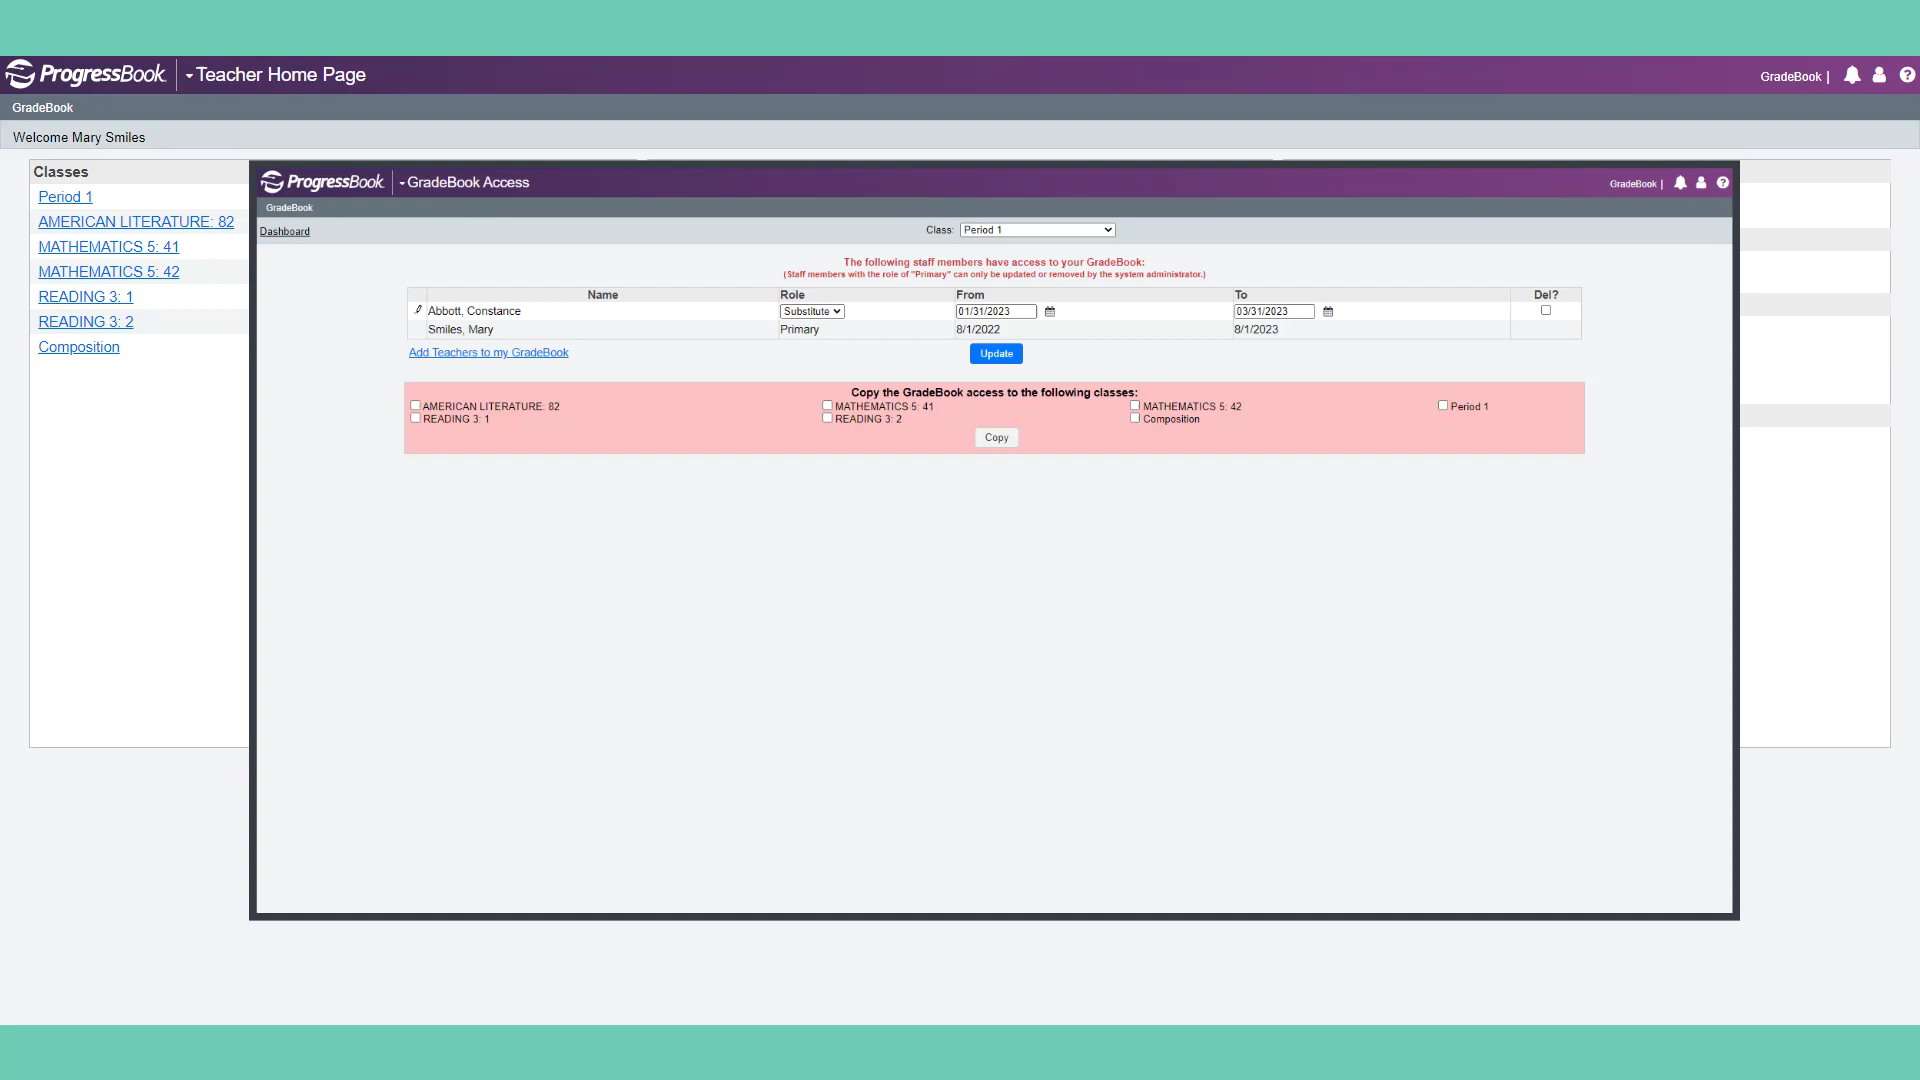 ProgressBook Teacher Home Page GradeBook |
GradeBook
Welcome Mary Smiles
Classes
Period 1
AMERICAN LITERATURE: 82
MATHEMATICS 5: 41
MATHEMATICS 5: 42
READING 3: 1
READING 3: 2
Composition
ProgressBook GradeBook Access GradeBook |
GradeBook
Dashboard Class: Period 1
The following staff members have access to your GradeBook:
(Staff members with the role of "Primary" can only be updated or removed by the system administrator.)
Name Role From To Del?
Abbott, Constance Substitute 01/31/2023 03/31/2023
Smiles, Mary Primary 8/1/2022 8/1/2023
Add Teachers to my GradeBook Update
Copy the GradeBook access to the following classes:
AMERICAN LITERATURE: 82 MATHEMATICS 5: 41 MATHEMATICS 5: 42 Period 1
READING 3: 1 READING 3: 2 Composition
Copy